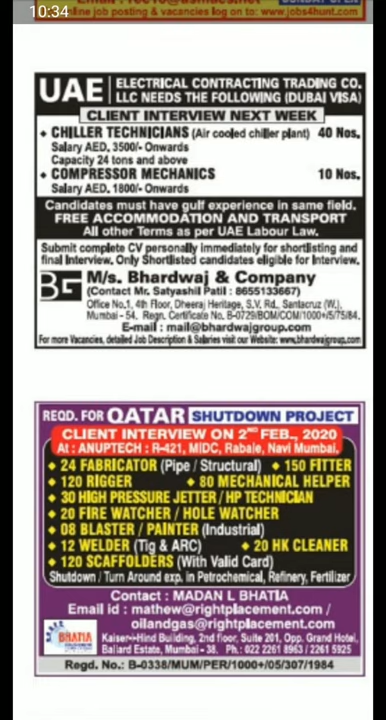 10:34
nline job posting & vacancies log on to: www.jobs4hunt.com
UAE ELECTRICAL CONTRACTING TRADING CO.
LLC NEEDS THE FOLLOWING (DUBAI VISA)
CLIENT INTERVIEW NEXT WEEK
• CHILLER TECHNICIANS (Air cooled chiller plant) 40 Nos.
Salary AED. 3500/- Onwards
Capacity 24 tons and above
• COMPRESSOR MECHANICS 10 Nos.
Salary AED. 1800/- Onwards
Candidates must have gulf experience in same field.
FREE ACCOMMODATION AND TRANSPORT
All other Terms as per UAE Labour Law.
Submit complete CV personally immediately for shortlisting and
final Interview. Only Shortlisted candidates eligible for Interview.
BG M/s. Bhardwaj & Company
(Contact Mr. Satyashil Patil : 8655133667)
Office No.1, 4th Floor, Dheeraj Heritage, S.V. Rd., Santacruz (W.),
Mumbai - 54. Regn. Certificate No. B-0729/BOM/COM/1000+/5/75/84.
E-mail : mail@bhardwajgroup.com
For more Vacancies, detailed Job Description & Salaries visit our Website: www.bhardwajgroup.com
REQD. FOR QATAR SHUTDOWN PROJECT
CLIENT INTERVIEW ON 2ND FEB., 2020
At : ANUPTECH : R-421, MIDC, Rabale, Navi Mumbai.
• 24 FABRICATOR (Pipe / Structural) • 150 FITTER
• 120 RIGGER • 80 MECHANICAL HELPER
• 30 HIGH PRESSURE JETTER / HP TECHNICIAN
• 20 FIRE WATCHER / HOLE WATCHER
• 08 BLASTER / PAINTER (Industrial)
• 12 WELDER (Tig & ARC) • 20 HK CLEANER
• 120 SCAFFOLDERS (With Valid Card)
Shutdown / Turn Around exp. in Petrochemical, Refinery, Fertilizer
Contact : MADAN L BHATIA
Email id : mathew@rightplacement.com /
oilandgas@rightplacement.com
BHATIA Kaiser-I-Hind Building, 2nd floor, Suite 201, Opp. Grand Hotel,
Ballard Estate, Mumbai - 38. Ph.: 022 2261 8963 / 2261 5925
Regd. No.: B-0338/MUM/PER/1000+/05/307/1984